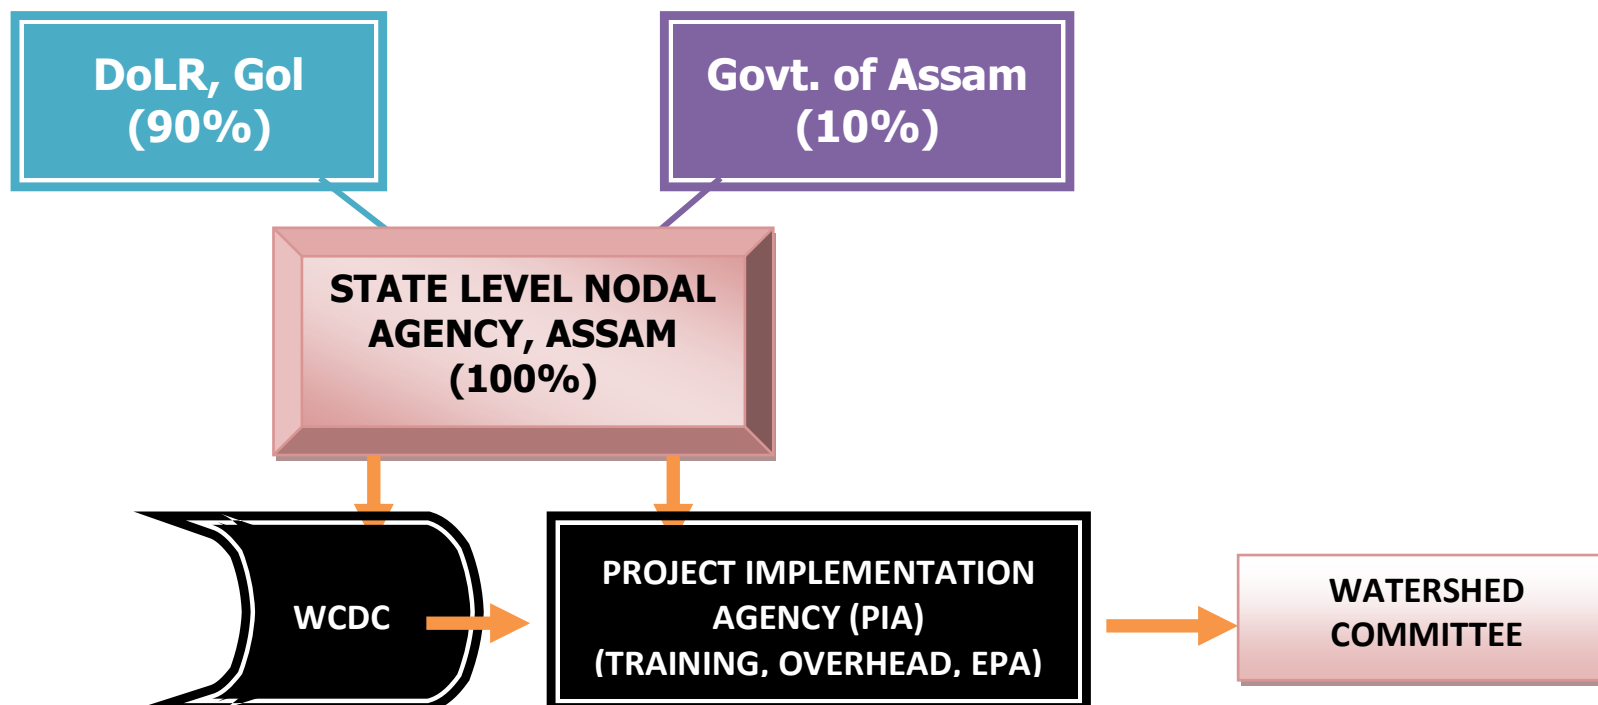 DoLR, GoI
(90%)
Govt. of Assam
(10%)
STATE LEVEL NODAL
AGENCY, ASSAM
(100%)
WCDC
PROJECT IMPLEMENTATION
AGENCY (PIA)
(TRAINING, OVERHEAD, EPA)
WATERSHED
COMMITTEE